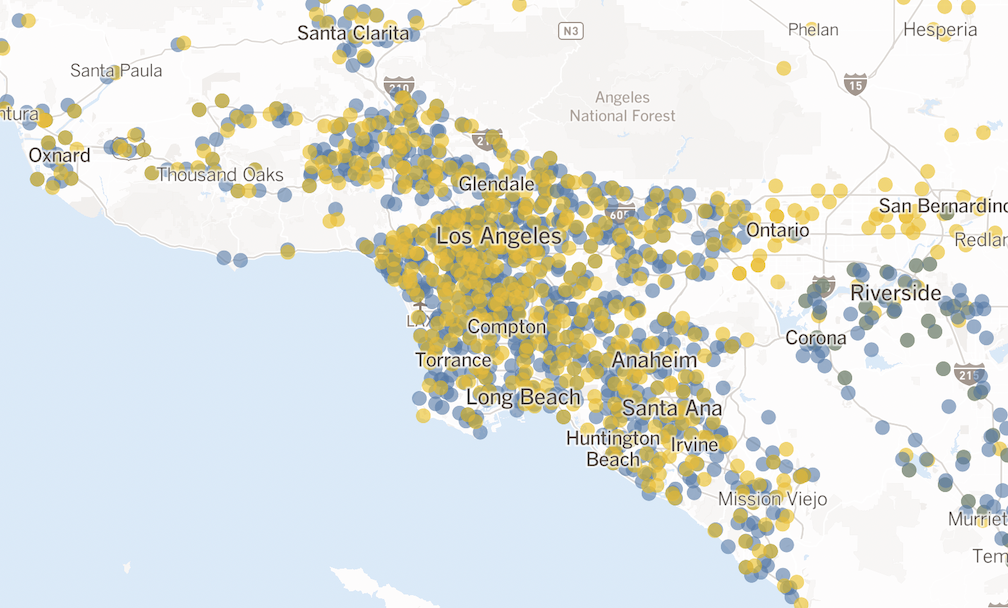 Santa Clarita
N3
Phelan
Hesperia
Santa Paula
210
15
Angeles
National Forest
ntura
Oxnard
Thousand Oaks
Glendale
605
San Bernardino
Los Angeles
Ontario
Redlan
Riverside
LAX
Compton
Corona
Torrance
Anaheim
215
Long Beach
Santa Ana
Huntington
Beach
Irvine
Mission Viejo
Murriet
Tem